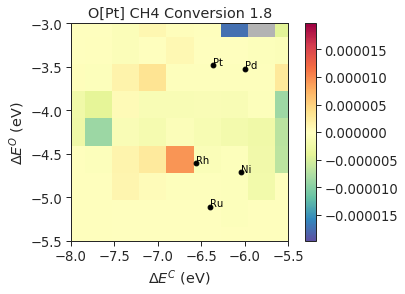 O[Pt] CH4 Conversion 1.8
−3.0
−3.5
−4.0
−4.5
−5.0
−5.5
ΔE^O (eV)
Pt
Pd
Rh
Ni
Ru
−8.0 −7.5 −7.0 −6.5 −6.0 −5.5
ΔE^C (eV)
0.000015
0.000010
0.000005
0.000000
−0.000005
−0.000010
−0.000015